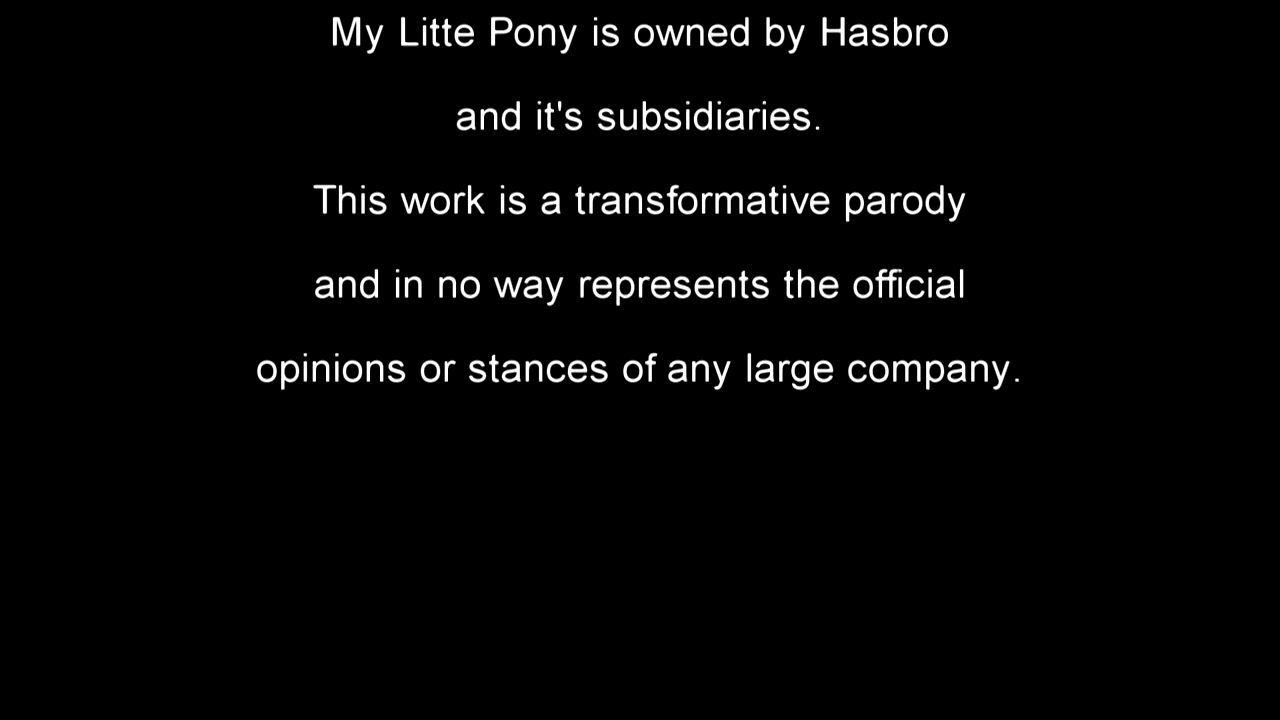 My Litte Pony is owned by Hasbro
and it's subsidiaries.
This work is a transformative parody
and in no way represents the official
opinions or stances of any large company.